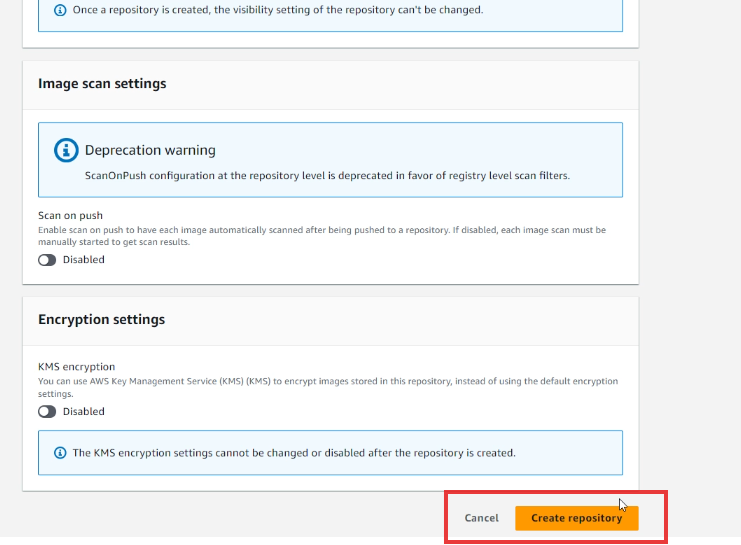 Once a repository is created, the visibility setting of the repository can't be changed.
Image scan settings
Deprecation warning
ScanOnPush configuration at the repository level is deprecated in favor of registry level scan filters.
Scan on push
Enable scan on push to have each image automatically scanned after being pushed to a repository. If disabled, each image scan must be
manually started to get scan results.
Disabled
Encryption settings
KMS encryption
You can use AWS Key Management Service (KMS) (KMS) to encrypt images stored in this repository, instead of using the default encryption
settings.
Disabled
The KMS encryption settings cannot be changed or disabled after the repository is created.
Cancel Create repository